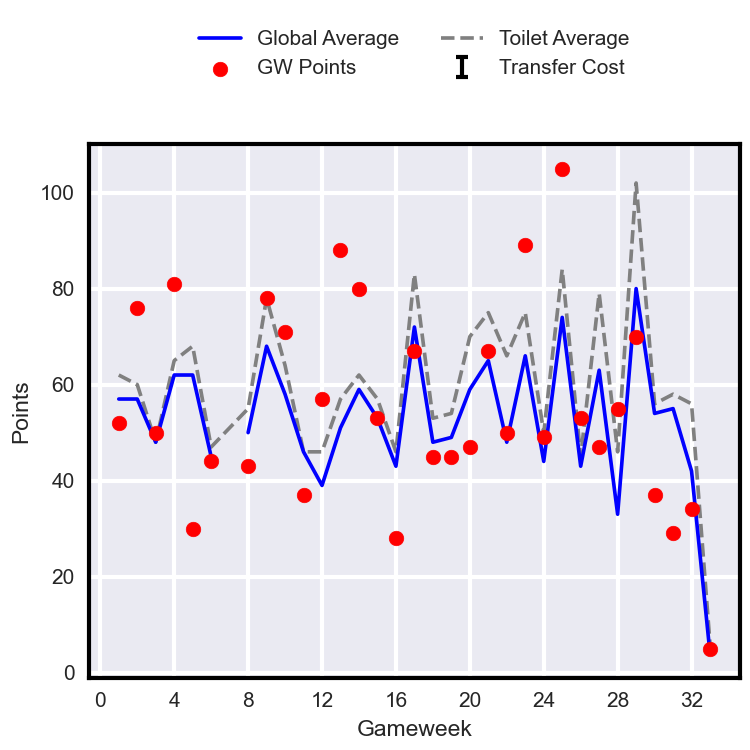 Global Average
Toilet Average
GW Points
Transfer Cost
100
80
60
40
20
0
Points
0 4 8 12 16 20 24 28 32
Gameweek